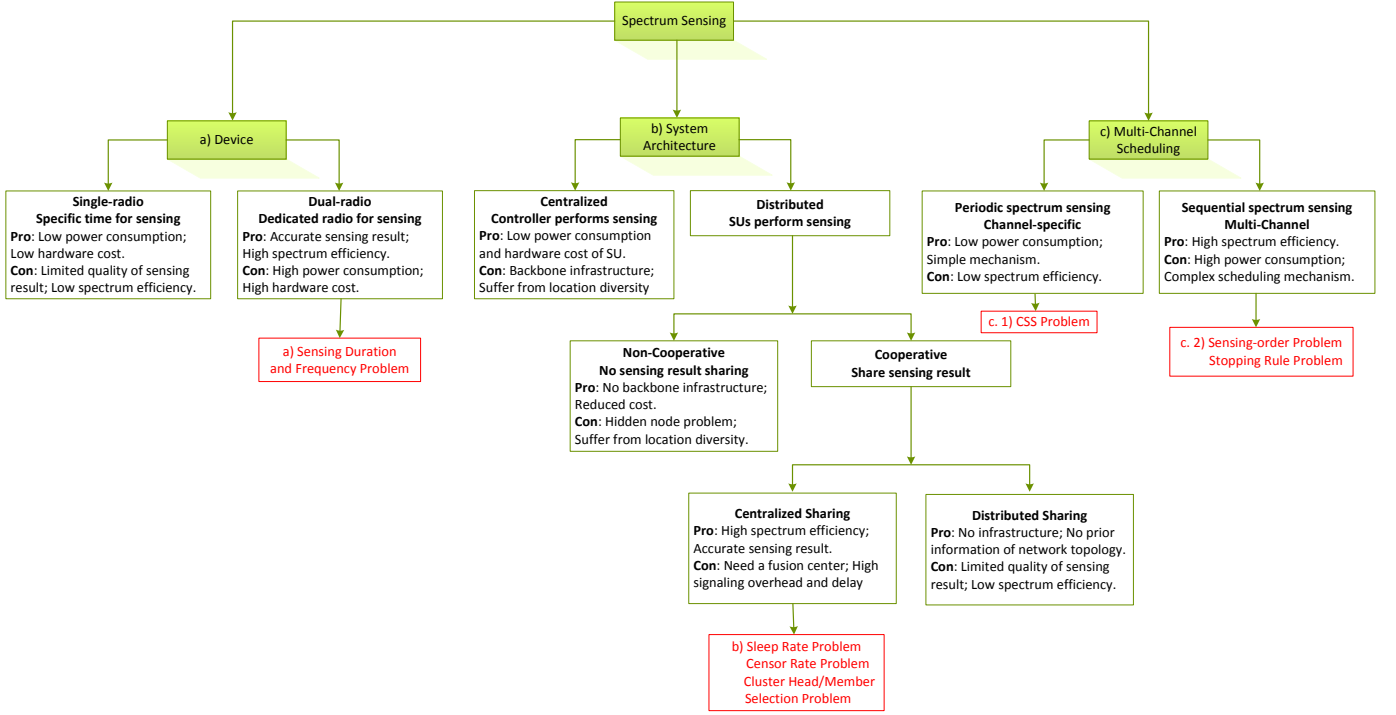 Spectrum Sensing
a) Device
b) System
Architecture
c) Multi-Channel
Scheduling
Single-radio
Specific time for sensing
Pro: Low power consumption;
Low hardware cost.
Con: Limited quality of sensing
result; Low spectrum efficiency.
Dual-radio
Dedicated radio for sensing
Pro: Accurate sensing result;
High spectrum efficiency.
Con: High power consumption;
High hardware cost.
a) Sensing Duration
and Frequency Problem
Centralized
Controller performs sensing
Pro: Low power consumption
and hardware cost of SU.
Con: Backbone infrastructure;
Suffer from location diversity
Distributed
SUs perform sensing
Periodic spectrum sensing
Channel-specific
Pro: Low power consumption;
Simple mechanism.
Con: Low spectrum efficiency.
c. 1) CSS Problem
Sequential spectrum sensing
Multi-Channel
Pro: High spectrum efficiency.
Con: High power consumption;
Complex scheduling mechanism.
c. 2) Sensing-order Problem
Stopping Rule Problem
Non-Cooperative
No sensing result sharing
Pro: No backbone infrastructure;
Reduced cost.
Con: Hidden node problem;
Suffer from location diversity.
Cooperative
Share sensing result
Centralized Sharing
Pro: High spectrum efficiency;
Accurate sensing result.
Con: Need a fusion center; High
signaling overhead and delay
Distributed Sharing
Pro: No infrastructure; No prior
information of network topology.
Con: Limited quality of sensing
result; Low spectrum efficiency.
b) Sleep Rate Problem
Censor Rate Problem
Cluster Head/Member
Selection Problem